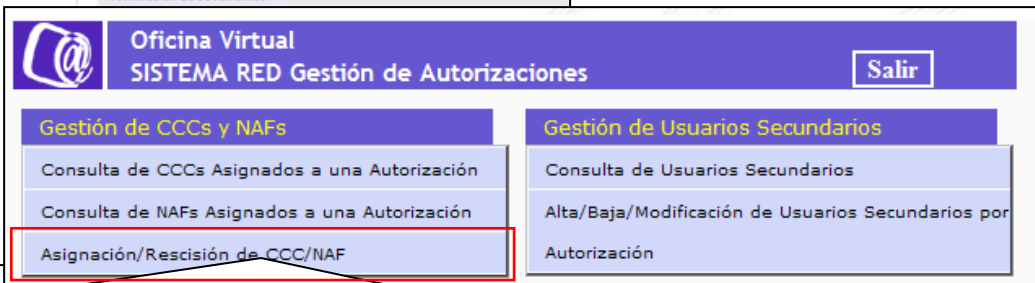 Oficina Virtual
SISTEMA RED Gestión de Autorizaciones
Salir
Gestión de CCCs y NAFs
Consulta de CCCs Asignados a una Autorización
Consulta de NAFs Asignados a una Autorización
Asignación/Rescisión de CCC/NAF
Gestión de Usuarios Secundarios
Consulta de Usuarios Secundarios
Alta/Baja/Modificación de Usuarios Secundarios por
Autorización